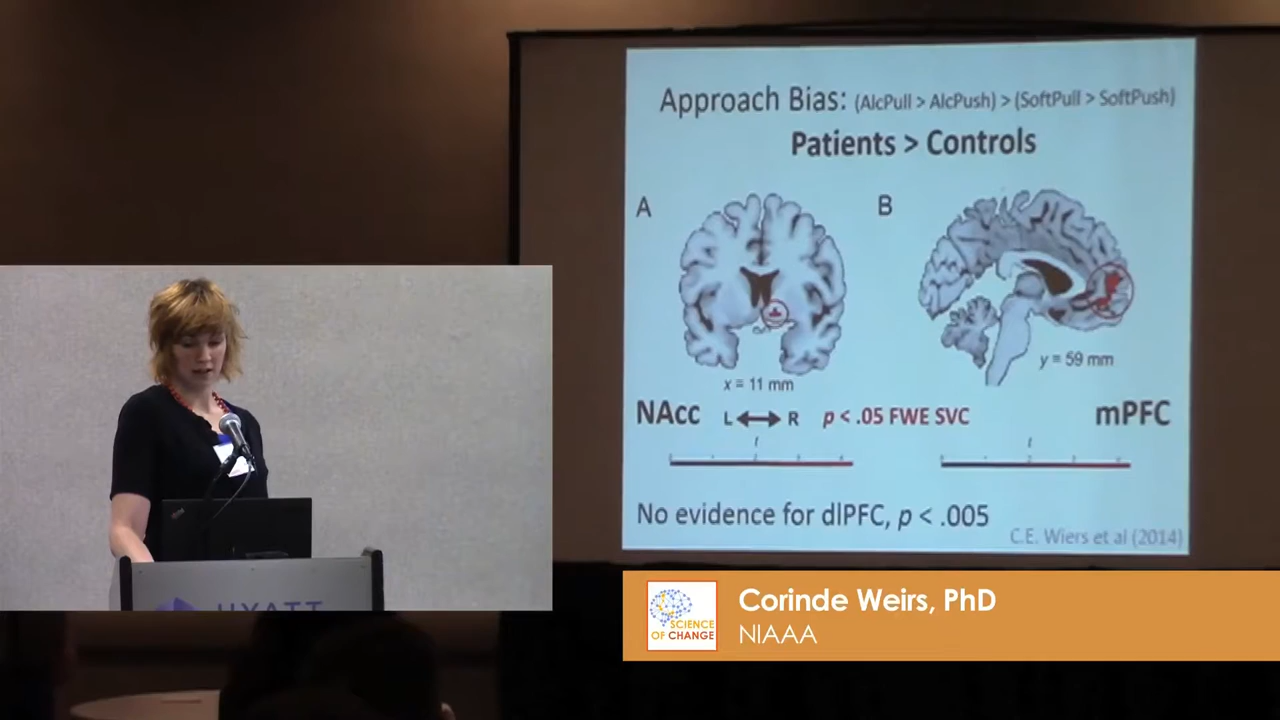 Approach Bias: (AlcPull > AlcPush) > (SoftPull > SoftPush)
Patients > Controls
A
B
x = 11 mm
y = 59 mm
NAcc
L
R
p < .05 FWE SVC
mPFC
t
t
No evidence for dlPFC, p < .005
C.E. Wiers et al (2014)
HYATT
SCIENCE
OF CHANGE
Corinde Weirs, PhD
NIAAA